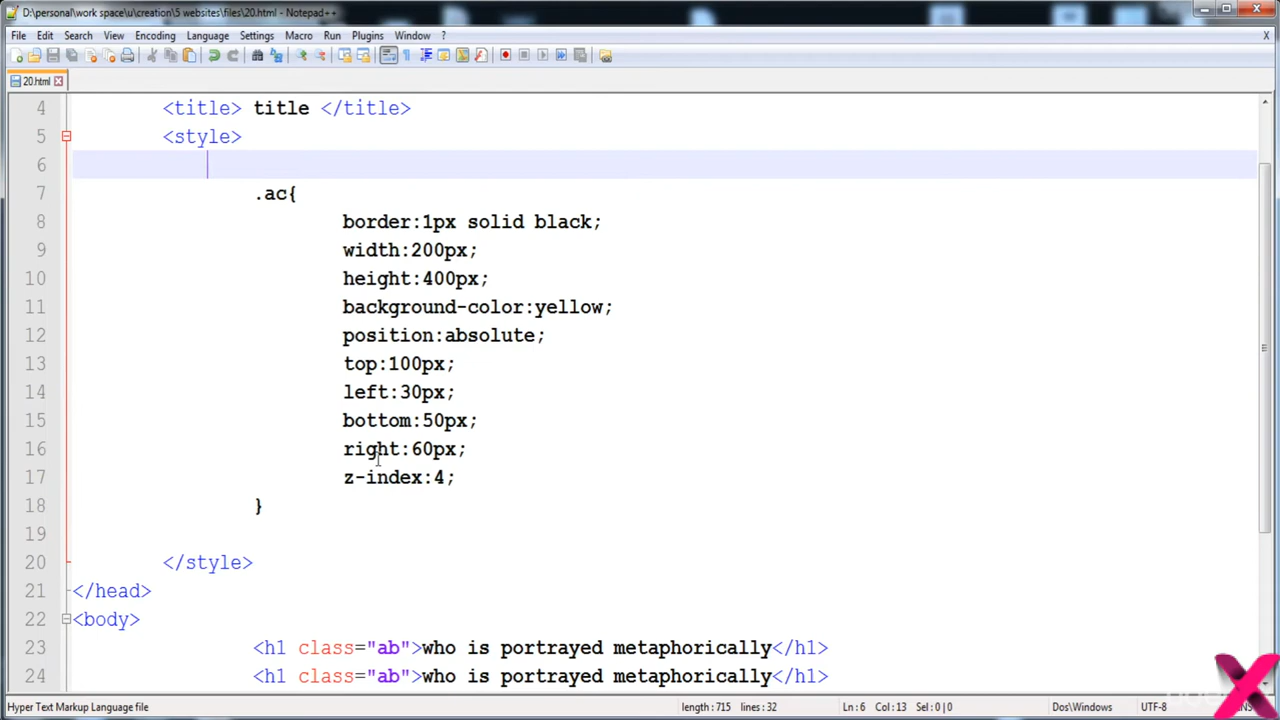 D:\personal\work space\u\creation\5 websites\files\20.html - Notepad++
File Edit Search View Encoding Language Settings Macro Run Plugins Window ? X
20.html
4 <title> title </title>
5 <style>
6
7 .ac{
8 border:1px solid black;
9 width:200px;
10 height:400px;
11 background-color:yellow;
12 position:absolute;
13 top:100px;
14 left:30px;
15 bottom:50px;
16 right:60px;
17 z-index:4;
18 }
19
20 </style>
21 </head>
22 <body>
23 <h1 class="ab">who is portrayed metaphorically</h1>
24 <h1 class="ab">who is portrayed metaphorically</h1>
Hyper Text Markup Language file length : 715 lines : 32 Ln : 6 Col : 13 Sel : 0 | 0 Dos\Windows UTF-8